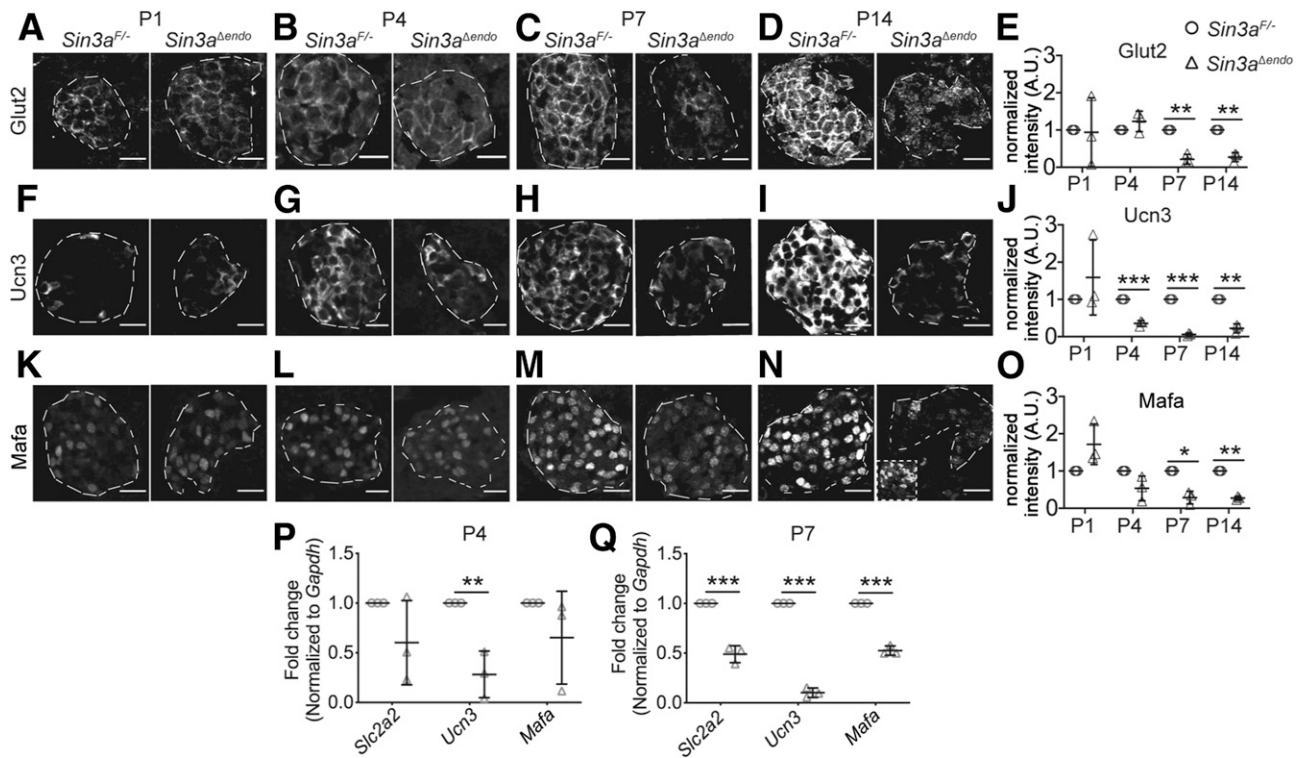 P1 P4 P7 P14
A Sin3aF/- Sin3aΔendo B Sin3aF/- Sin3aΔendo C Sin3aF/- Sin3aΔendo D Sin3aF/- Sin3aΔendo E
Sin3aF/-
Sin3aΔendo
Glut2
Glut2
normalized
intensity (A.U.)
3
2
1
0
** **
P1 P4 P7 P14
F G H I J
Ucn3
Ucn3
normalized
intensity (A.U.)
3
2
1
0
*** *** **
P1 P4 P7 P14
K L M N O
Mafa
Mafa
normalized
intensity (A.U.)
3
2
1
0
* **
P1 P4 P7 P14
P P4
Fold change
(Normalized to Gapdh)
1.5
1.0
0.5
0.0
**
Slc2a2 Ucn3 Mafa
Q P7
Fold change
(Normalized to Gapdh)
1.5
1.0
0.5
0.0
*** *** ***
Slc2a2 Ucn3 Mafa